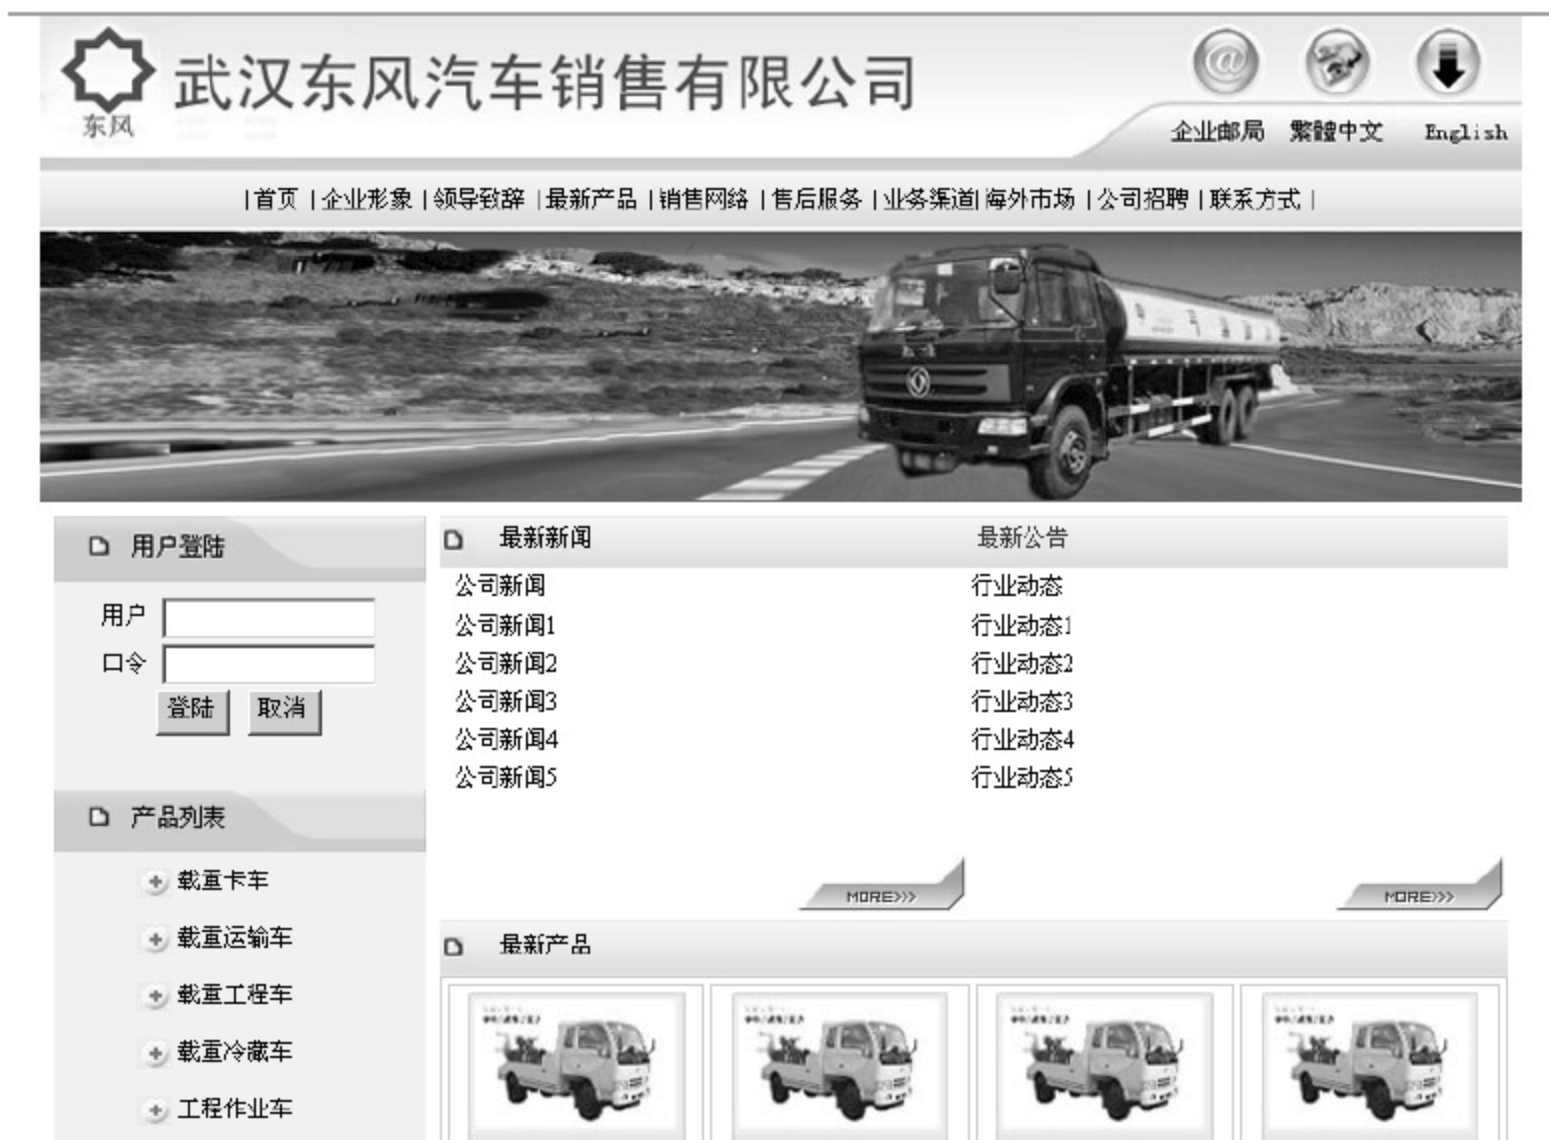 武汉东风汽车销售有限公司
东风
企业邮局 繁體中文 English
|首页 |企业形象 |领导致辞 |最新产品 |销售网络 |售后服务 |业务渠道|海外市场 |公司招聘 |联系方式 |
用户登陆
用户
口令
登陆 取消
产品列表
载重卡车
载重运输车
载重工程车
载重冷藏车
工程作业车
最新新闻 最新公告
公司新闻 行业动态
公司新闻1 行业动态1
公司新闻2 行业动态2
公司新闻3 行业动态3
公司新闻4 行业动态4
公司新闻5 行业动态5
MORE>>> MORE>>>
最新产品